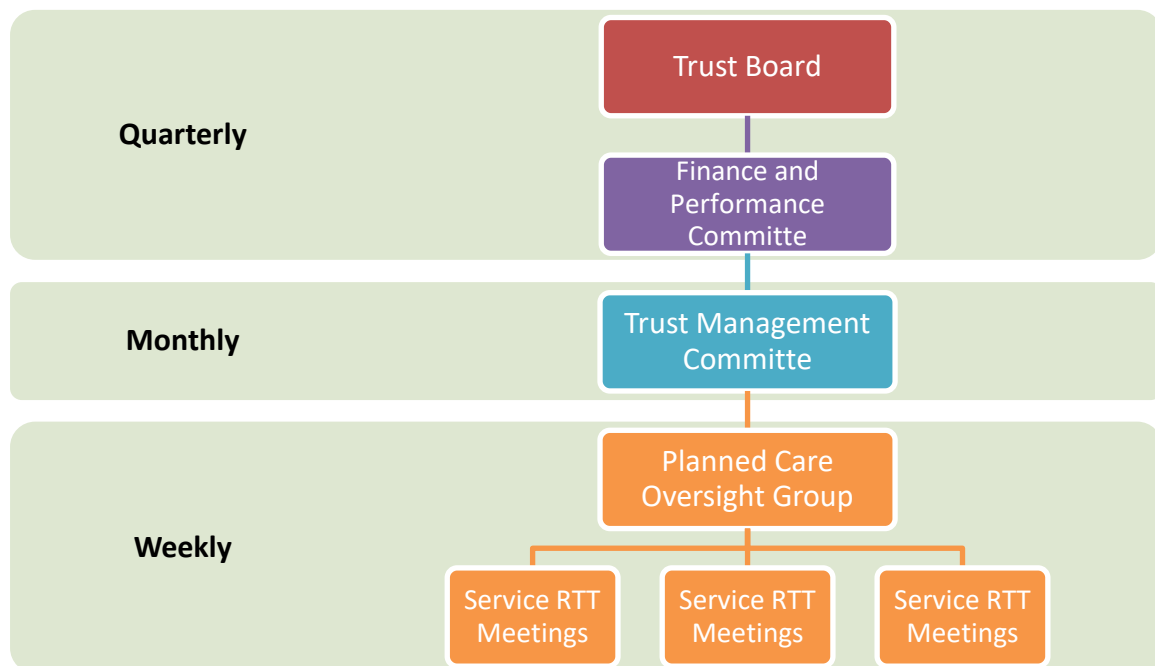 Trust Board
Quarterly
Finance and
Performance
Committe
Monthly
Trust Management
Committe
Planned Care
Oversight Group
Weekly
Service RTT
Meetings
Service RTT
Meetings
Service RTT
Meetings